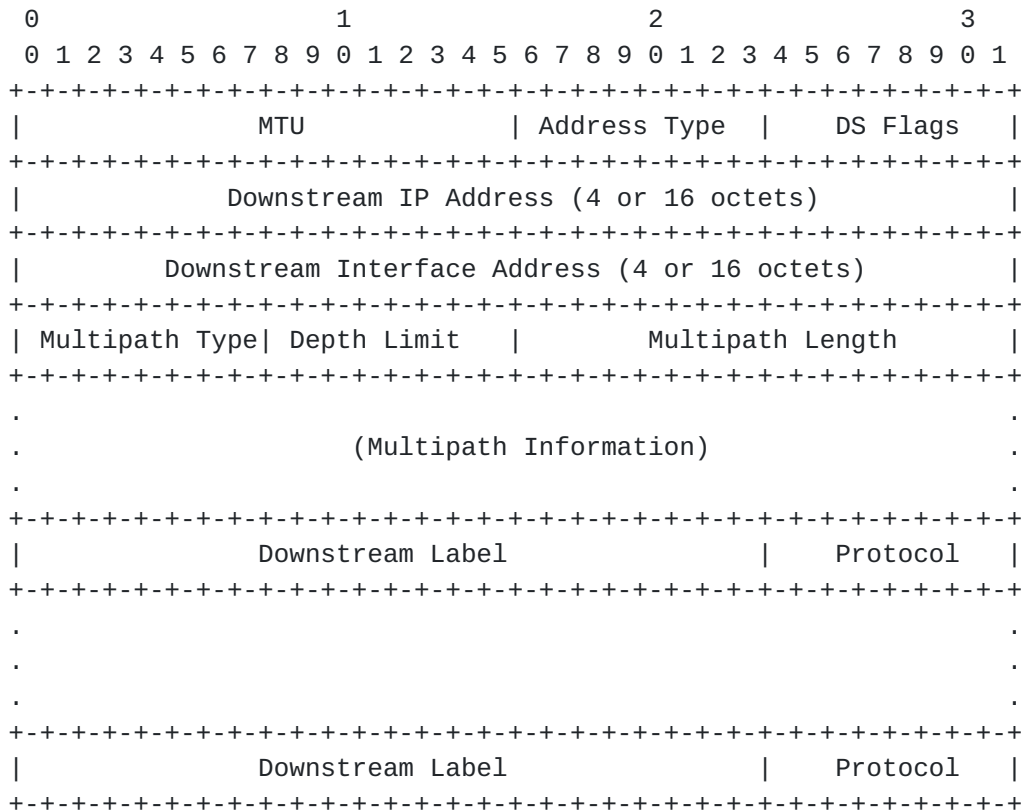 0                   1                   2                   3
 0 1 2 3 4 5 6 7 8 9 0 1 2 3 4 5 6 7 8 9 0 1 2 3 4 5 6 7 8 9 0 1
+-+-+-+-+-+-+-+-+-+-+-+-+-+-+-+-+-+-+-+-+-+-+-+-+-+-+-+-+-+-+-+-+
|               MTU             | Address Type  |    DS Flags   |
+-+-+-+-+-+-+-+-+-+-+-+-+-+-+-+-+-+-+-+-+-+-+-+-+-+-+-+-+-+-+-+-+
|             Downstream IP Address (4 or 16 octets)            |
+-+-+-+-+-+-+-+-+-+-+-+-+-+-+-+-+-+-+-+-+-+-+-+-+-+-+-+-+-+-+-+-+
|         Downstream Interface Address (4 or 16 octets)         |
+-+-+-+-+-+-+-+-+-+-+-+-+-+-+-+-+-+-+-+-+-+-+-+-+-+-+-+-+-+-+-+-+
| Multipath Type| Depth Limit   |        Multipath Length       |
+-+-+-+-+-+-+-+-+-+-+-+-+-+-+-+-+-+-+-+-+-+-+-+-+-+-+-+-+-+-+-+-+
.                                                               .
.                     (Multipath Information)                   .
.                                                               .
+-+-+-+-+-+-+-+-+-+-+-+-+-+-+-+-+-+-+-+-+-+-+-+-+-+-+-+-+-+-+-+-+
|               Downstream Label                |    Protocol   |
+-+-+-+-+-+-+-+-+-+-+-+-+-+-+-+-+-+-+-+-+-+-+-+-+-+-+-+-+-+-+-+-+
.                                                               .
.                                                               .
.                                                               .
+-+-+-+-+-+-+-+-+-+-+-+-+-+-+-+-+-+-+-+-+-+-+-+-+-+-+-+-+-+-+-+-+
|               Downstream Label                |    Protocol   |
+-+-+-+-+-+-+-+-+-+-+-+-+-+-+-+-+-+-+-+-+-+-+-+-+-+-+-+-+-+-+-+-+